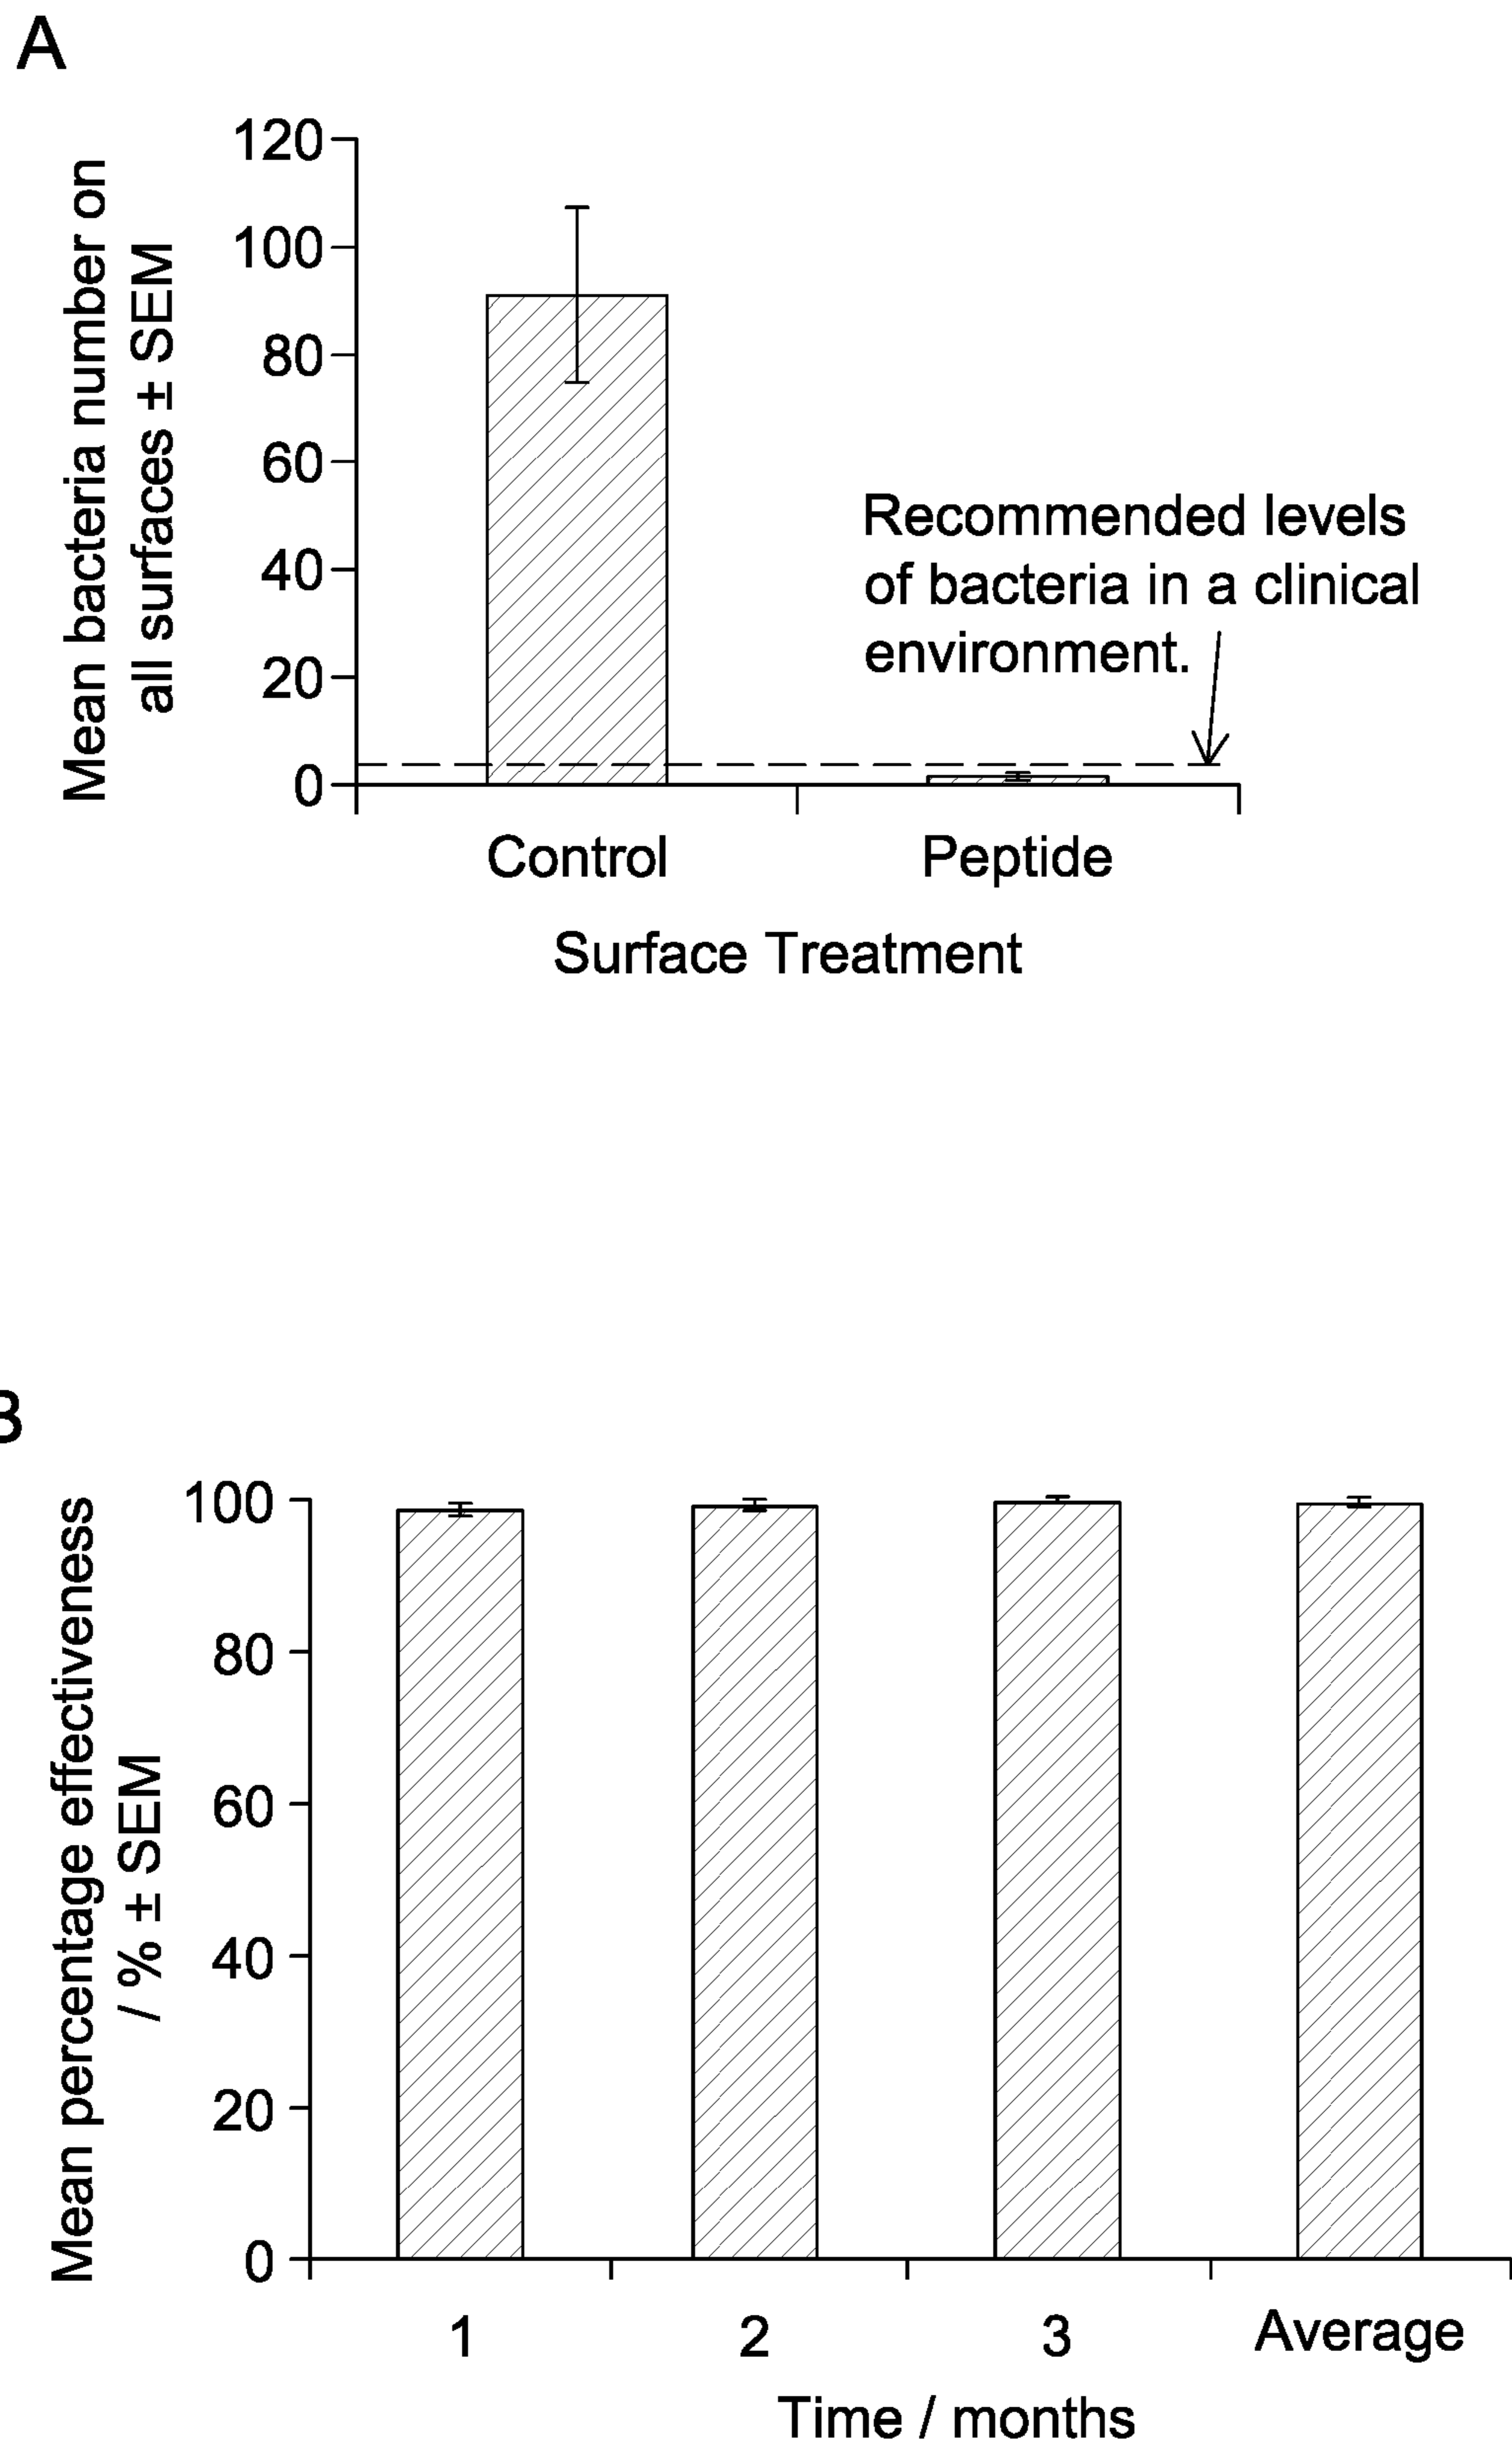 A
Mean bacteria number on
all surfaces ± SEM
120
100
80
60
40
20
0
Recommended levels
of bacteria in a clinical
environment.
Control
Peptide
Surface Treatment
B
Mean percentage effectiveness
/ % ± SEM
100
80
60
40
20
0
1
2
3
Average
Time / months